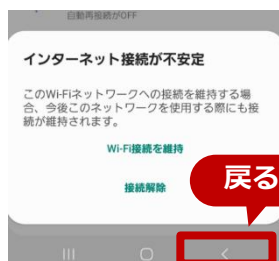 自動再接続がOFF
インターネット接続が不安定
このWi-Fiネットワークへの接続を維持する場
合、今後このネットワークを使用する際にも接
続が維持されます。
Wi-Fi接続を維持
接続解除
戻る